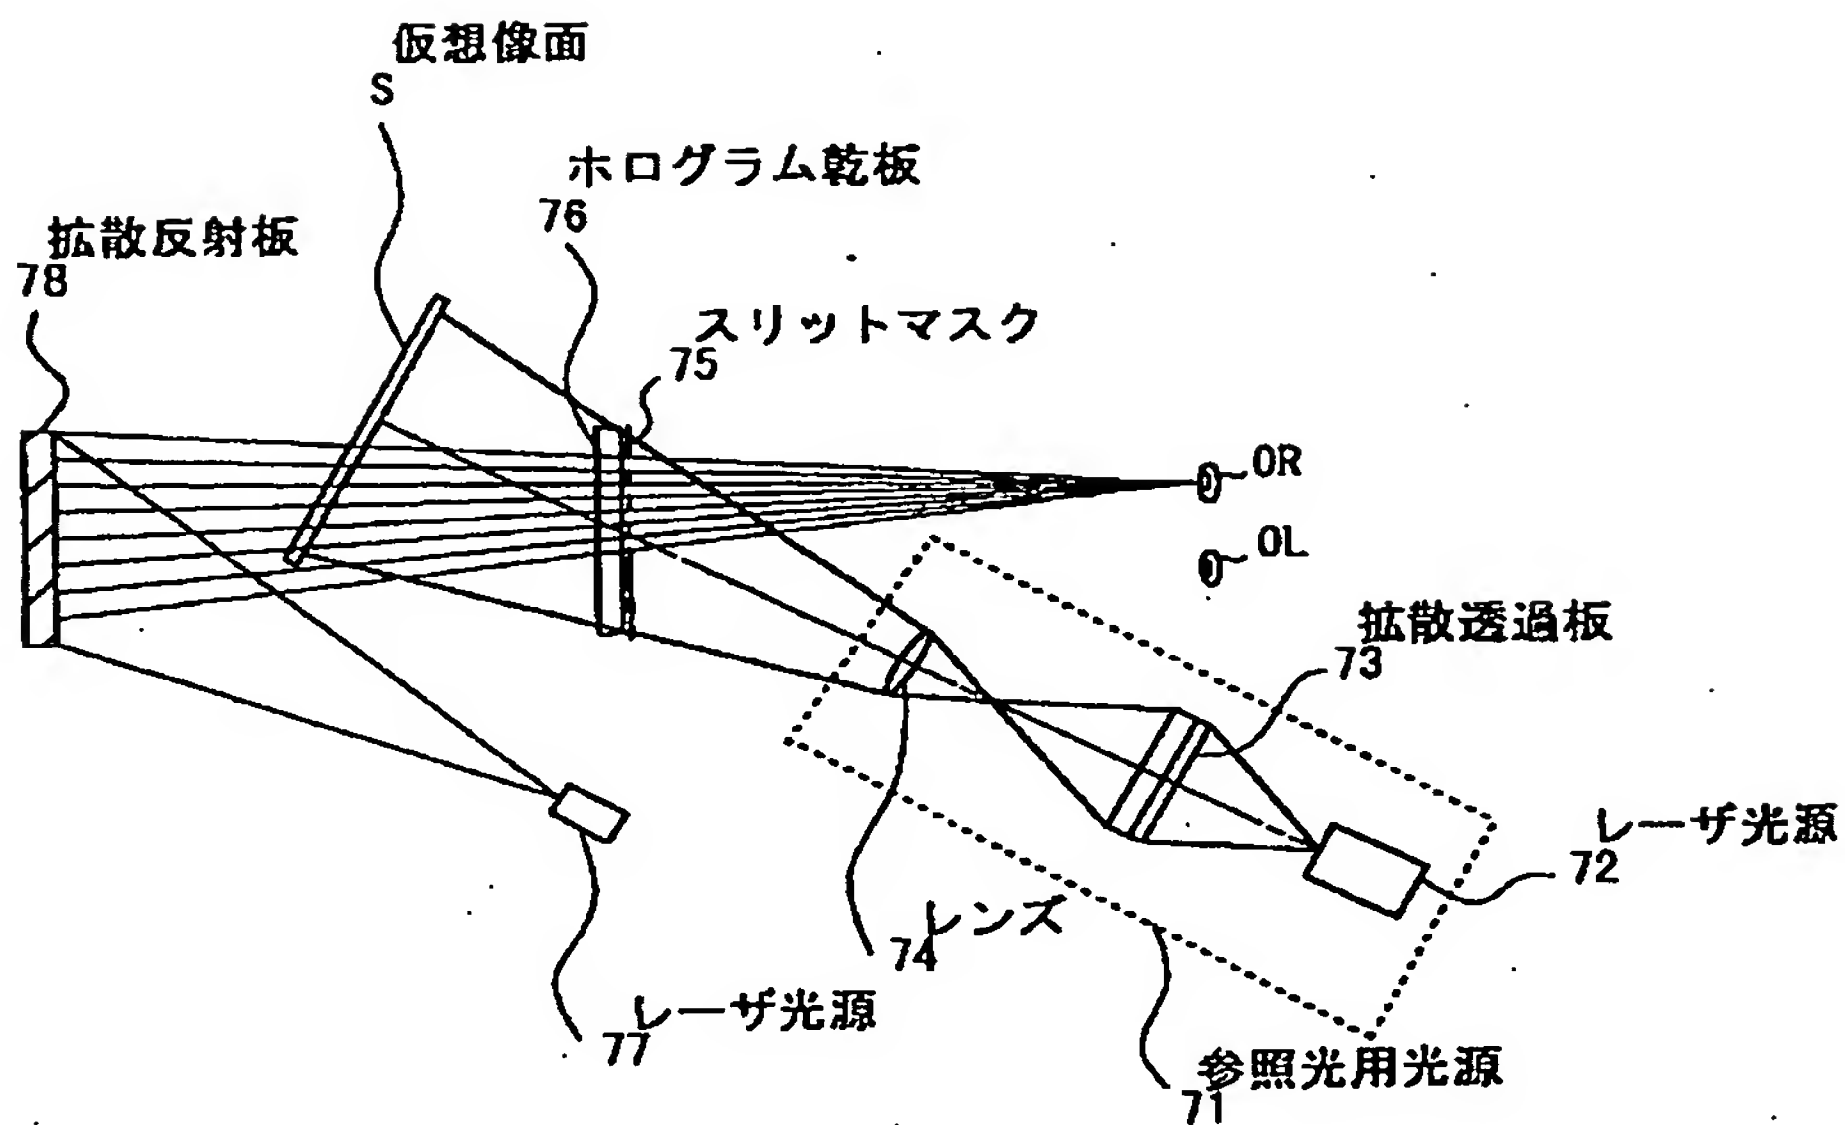 仮想像面
S
ホログラム乾板
76
拡散反射板
78
スリットマスク
75
OR
OL
拡散透過板
73
レーザ光源
72
レンズ
74
レーザ光源
77
参照光用光源
71